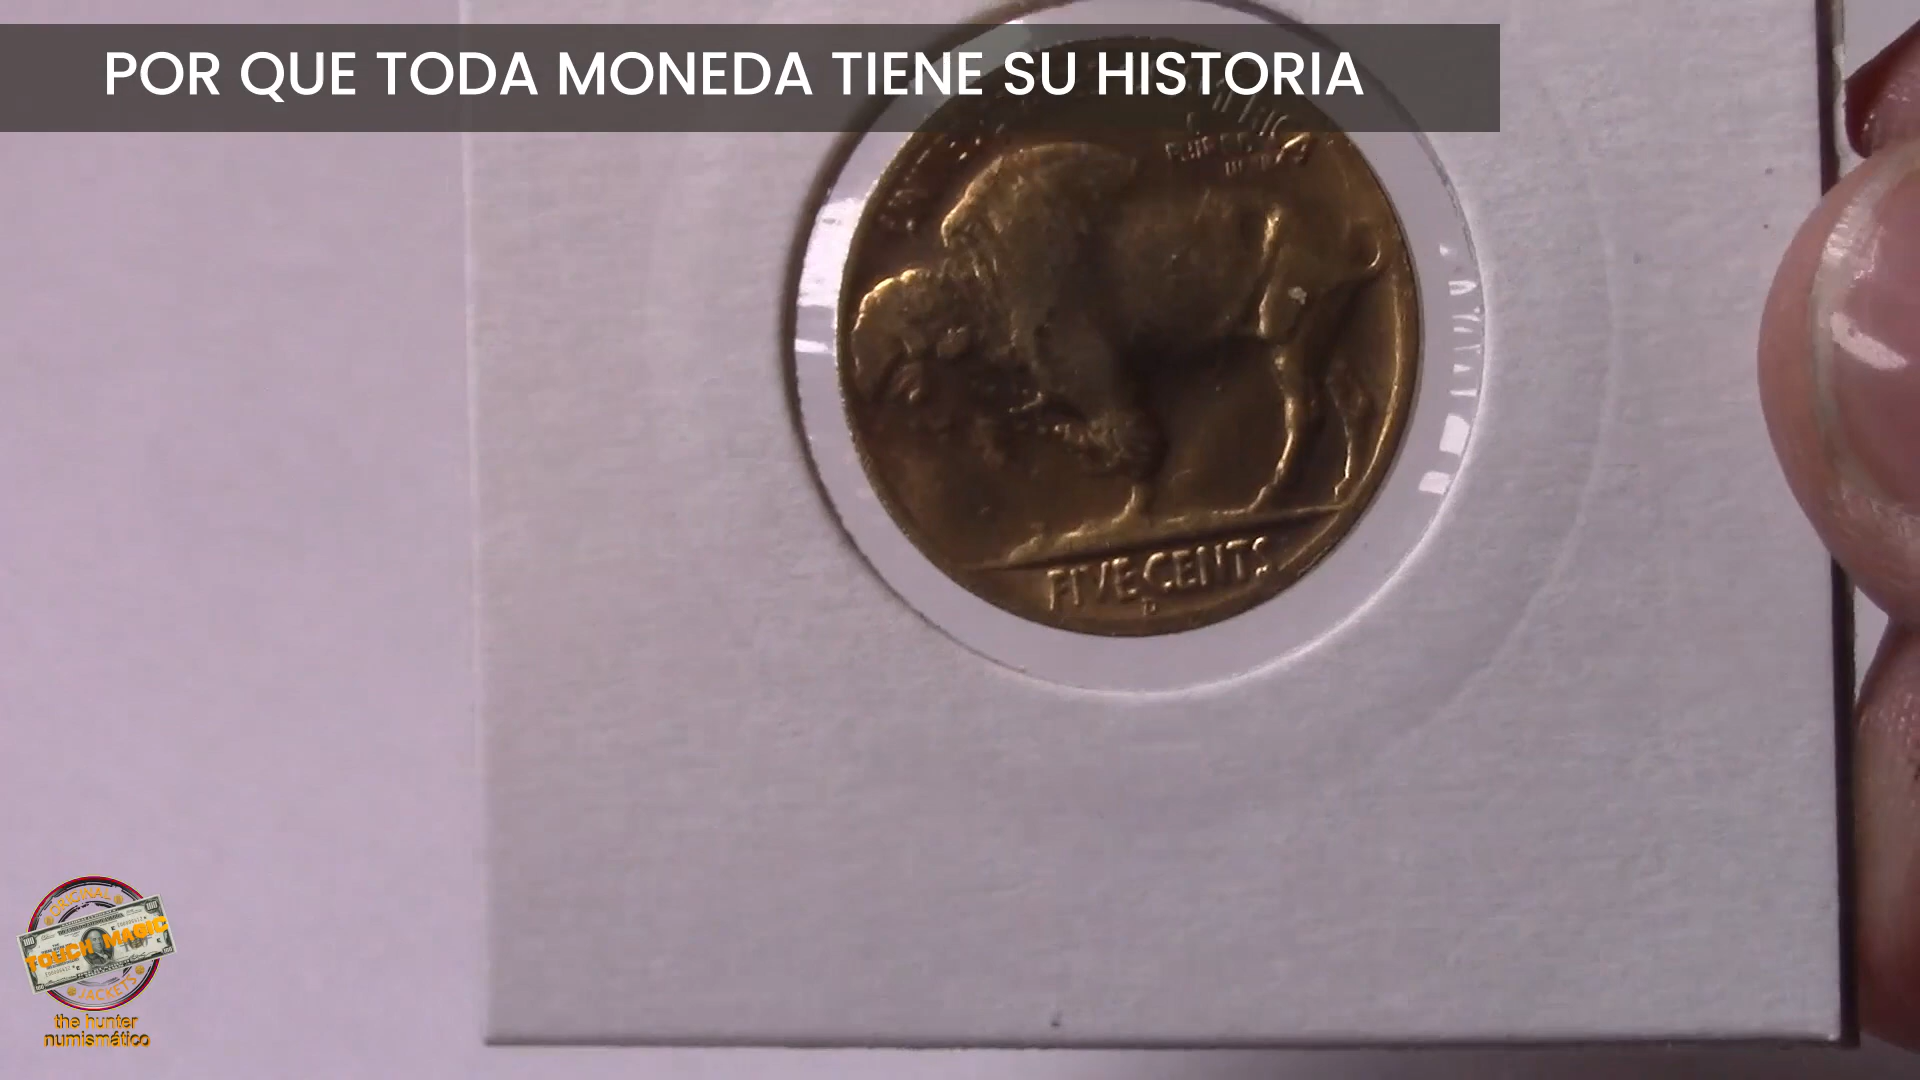 POR QUE TODA MONEDA TIENE SU HISTORIA
FIVE CENTS
D
ORIGINAL
TOUCH MAGIC
JACKETS
the hunter
numismático